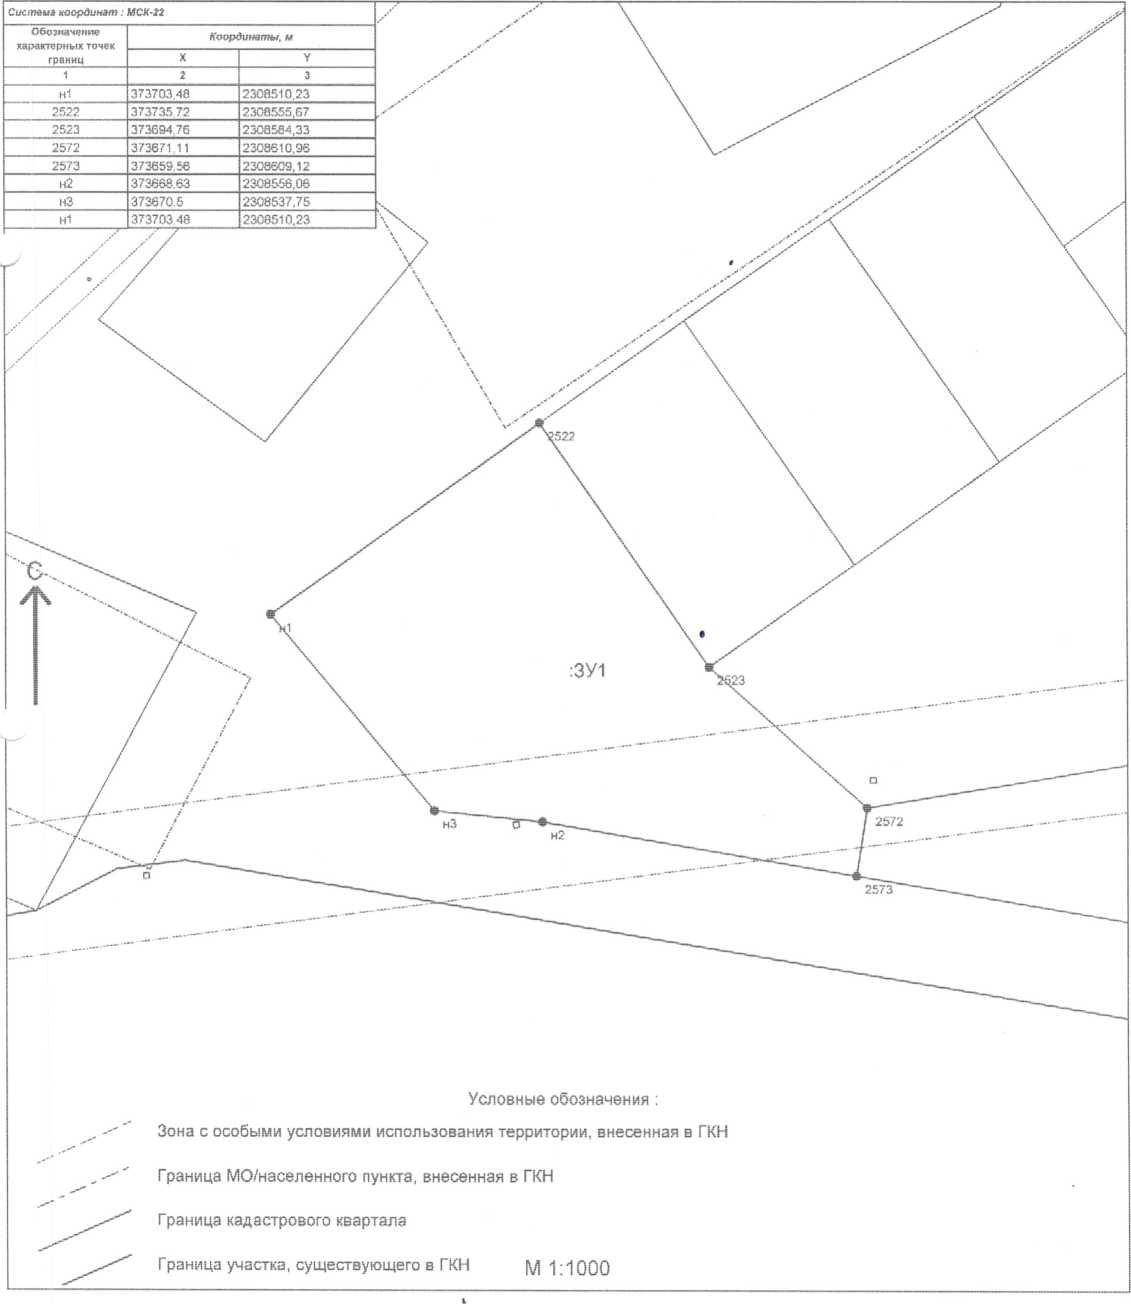 Система координат : МСК-22
Обозначение характерных точек границ
Координаты, м
X
Y
1 2 3
н1 373703,48 2308510,23
2522 373735,72 2308555,67
2523 373694,76 2308584,33
2572 373671,11 2308610,96
2573 373659,56 2308609,12
н2 373668,63 2308556,06
н3 373670,5 2308537,75
н1 373703,48 2308510,23
2522
С
н1
:ЗУ1
2523
н3
н2
2572
2573
Условные обозначения :
Зона с особыми условиями использования территории, внесенная в ГКН
Граница МО/населенного пункта, внесенная в ГКН
Граница кадастрового квартала
Граница участка, существующего в ГКН
М 1:1000